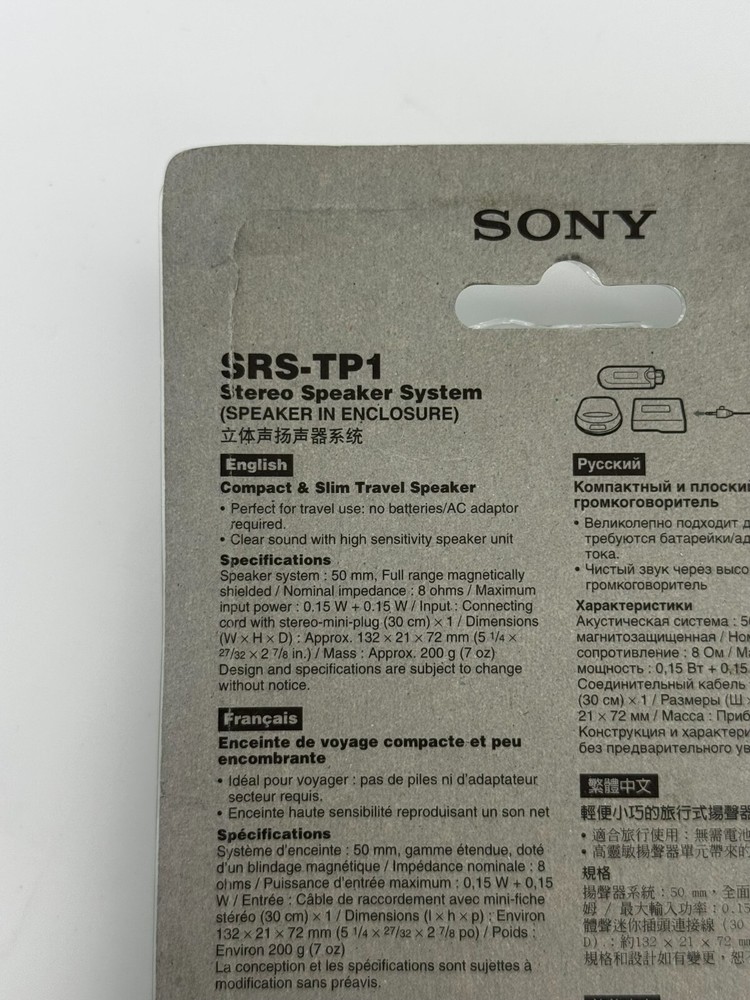 SONY
SRS-TP1
Stereo Speaker System
(SPEAKER IN ENCLOSURE)
立体声扬声器系统
English
Compact & Slim Travel Speaker
• Perfect for travel use: no batteries/AC adaptor
required.
• Clear sound with high sensitivity speaker unit
Specifications
Speaker system : 50 mm, Full range magnetically
shielded / Nominal impedance : 8 ohms / Maximum
input power : 0.15 W + 0.15 W / Input : Connecting
cord with stereo-mini-plug (30 cm) × 1 / Dimensions
(W × H × D) : Approx. 132 × 21 × 72 mm (5 1/4 ×
27/32 × 2 7/8 in.) / Mass : Approx. 200 g (7 oz)
Design and specifications are subject to change
without notice.
Français
Enceinte de voyage compacte et peu
encombrante
• Idéal pour voyager : pas de piles ni d'adaptateur
secteur requis.
• Enceinte haute sensibilité reproduisant un son net
Spécifications
Système d'enceinte : 50 mm, gamme étendue, doté
d'un blindage magnétique / Impédance nominale : 8
ohms / Puissance d'entrée maximum : 0,15 W + 0,15
W / Entrée : Câble de raccordement avec mini-fiche
stéréo (30 cm) × 1 / Dimensions (l × h × p) : Environ
132 × 21 × 72 mm (5 1/4 × 27/32 × 2 7/8 po) / Poids :
Environ 200 g (7 oz)
La conception et les spécifications sont sujettes à
modification sans préavis.
Русский
Компактный и плоский
громкоговоритель
• Великолепно подходит д
требуются батарейки/ад
тока.
• Чистый звук через высо
громкоговоритель
Характеристики
Акустическая система : 50
магнитозащищенная / Ном
сопротивление : 8 Ом / Ма
мощность : 0,15 Вт + 0,15
Соединительный кабель
(30 см) × 1 / Размеры (Ш ×
21 × 72 мм / Масса : Приб
Конструкция и характери
без предварительного ув
繁體中文
輕便小巧的旅行式揚聲器
• 適合旅行使用：無需電池
• 高靈敏揚聲器單元帶來的
規格
揚聲器系統：50 mm，全面
姆 / 最大輸入功率：0.15
體聲迷你插頭連接線（30
D）：約132 × 21 × 72 mm
規格和設計如有變更，恕